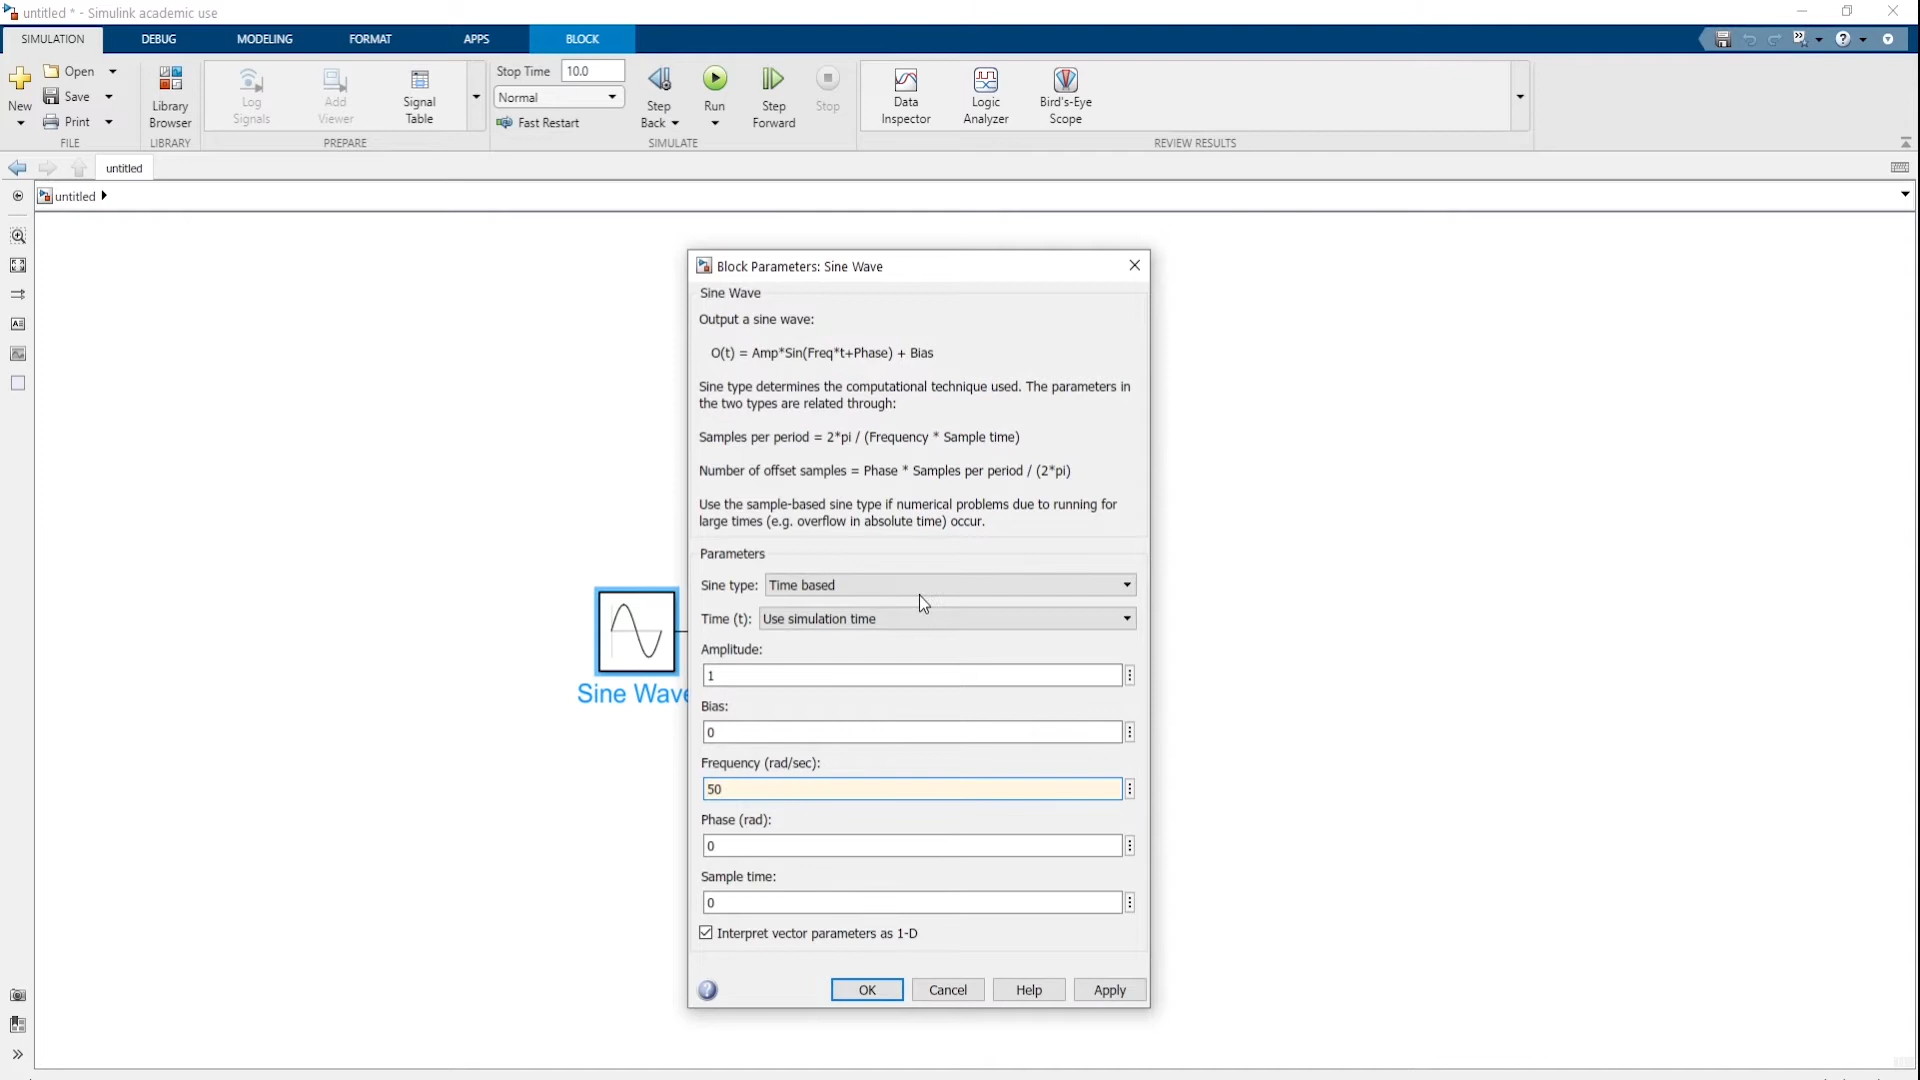 untitled * - Simulink academic use
SIMULATION
DEBUG
MODELING
FORMAT
APPS
BLOCK
New
Open
Save
Print
FILE
Library
Browser
LIBRARY
Log
Signals
Add
Viewer
Signal
Table
PREPARE
Stop Time
10.0
Normal
Fast Restart
Step
Back
Run
Step
Forward
Stop
SIMULATE
Data
Inspector
Logic
Analyzer
Bird's-Eye
Scope
REVIEW RESULTS
untitled
untitled
Block Parameters: Sine Wave
Sine Wave
Output a sine wave:
O(t) = Amp*Sin(Freq*t+Phase) + Bias
Sine type determines the computational technique used. The parameters in
the two types are related through:
Samples per period = 2*pi / (Frequency * Sample time)
Number of offset samples = Phase * Samples per period / (2*pi)
Use the sample-based sine type if numerical problems due to running for
large times (e.g. overflow in absolute time) occur.
Parameters
Sine type: Time based
Time (t): Use simulation time
Amplitude:
1
Bias:
0
Frequency (rad/sec):
50
Phase (rad):
0
Sample time:
0
Interpret vector parameters as 1-D
OK
Cancel
Help
Apply
Sine Wave